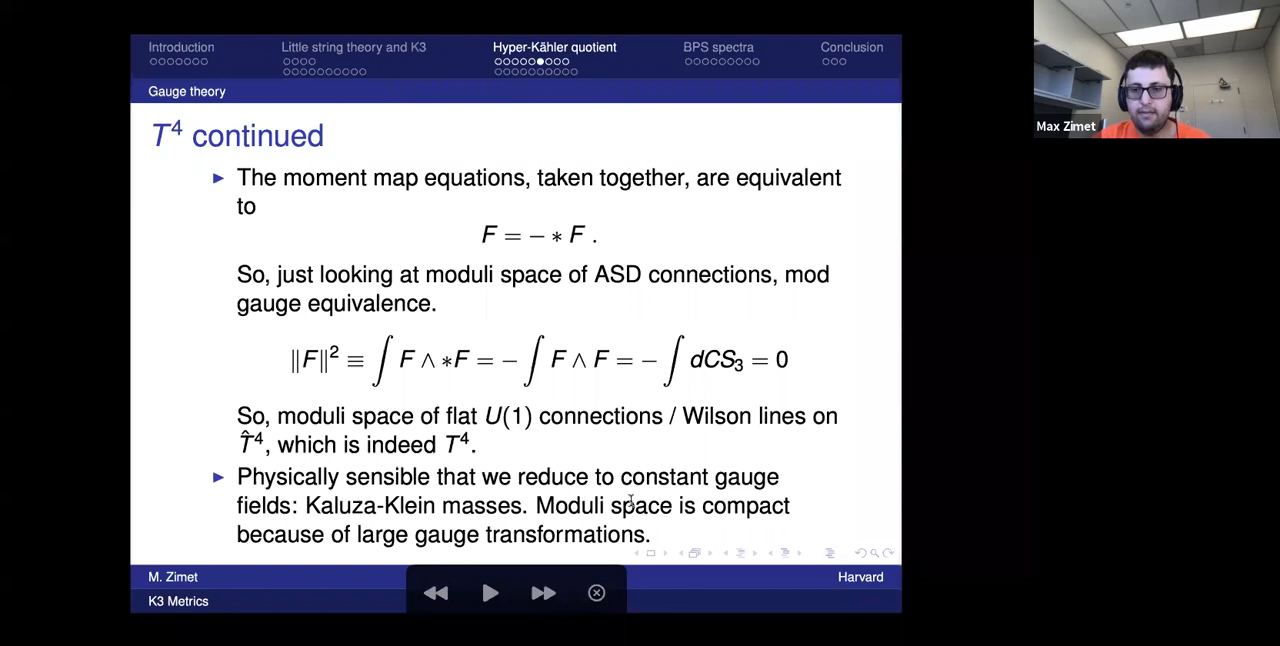 Introduction
Little string theory and K3
Hyper-Kähler quotient
BPS spectra
Conclusion
Gauge theory
T⁴ continued
▶ The moment map equations, taken together, are equivalent
to
F = − ∗ F .
So, just looking at moduli space of ASD connections, mod
gauge equivalence.
‖F‖² ≡ ∫ F ∧ ∗F = − ∫ F ∧ F = − ∫ dCS₃ = 0
So, moduli space of flat U(1) connections / Wilson lines on
T̂⁴, which is indeed T⁴.
▶ Physically sensible that we reduce to constant gauge
fields: Kaluza-Klein masses. Moduli space is compact
because of large gauge transformations.
M. Zimet
Harvard
K3 Metrics
Max Zimet